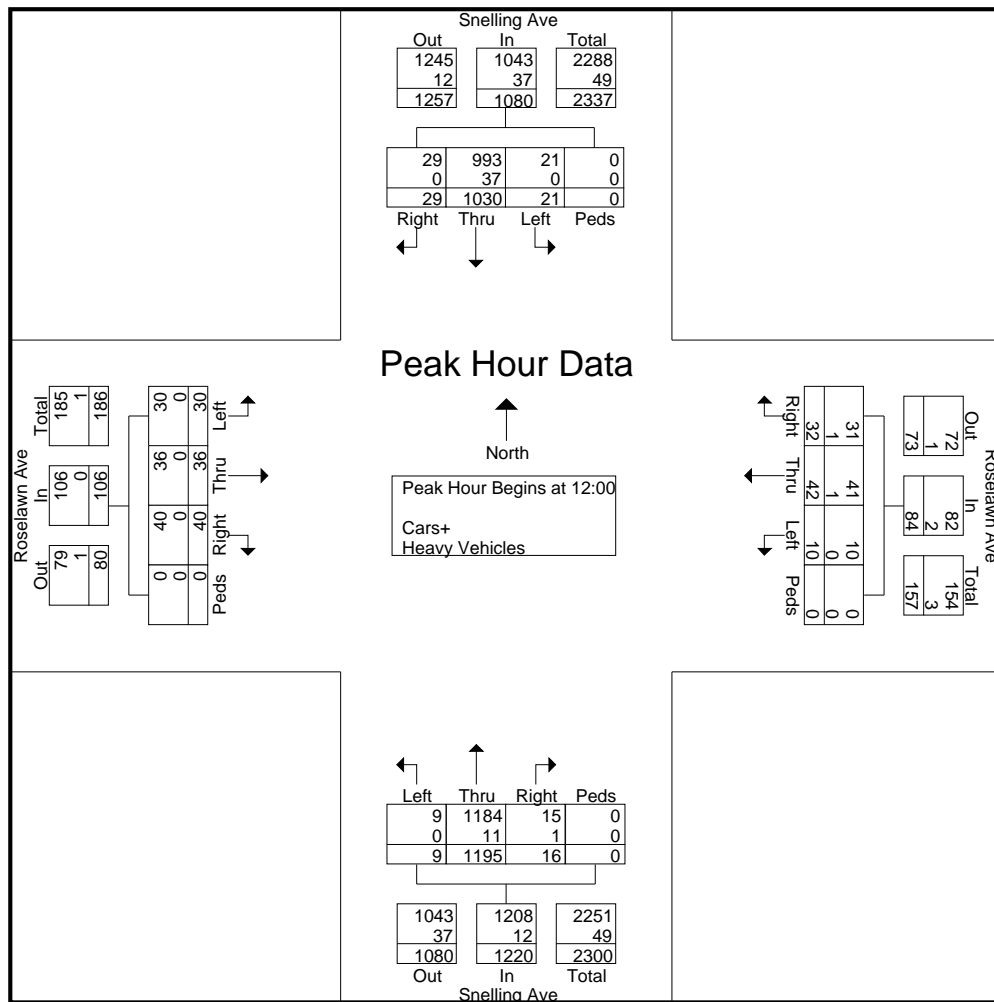 Snelling Ave
Out In Total
1245 1043 2288
12 37 49
1257 1080 2337
29 993 21 0
0 37 0 0
29 1030 21 0
Right Thru Left Peds
Peak Hour Data
North
Peak Hour Begins at 12:00
Cars+
Heavy Vehicles
Roselawn Ave
Out In Total
79 106 185
1 0 1
80 106 186
0 40 36 30
0 0 0 0
0 40 36 30
Peds Right Thru Left
Roselawn Ave
Out In Total
72 82 154
1 2 3
73 84 157
31 41 10 0
1 1 0 0
32 42 10 0
Right Thru Left Peds
Left Thru Right Peds
9 1184 15 0
0 11 1 0
9 1195 16 0
1043 1208 2251
37 12 49
1080 1220 2300
Out In Total
Snelling Ave